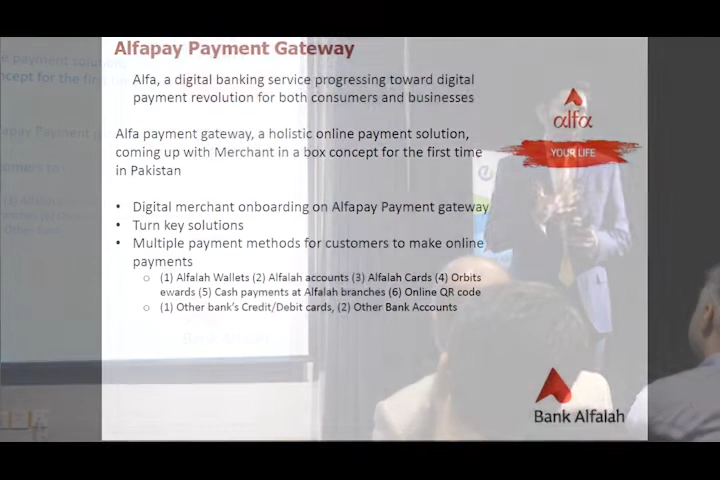 Alfapay Payment Gateway
Alfa, a digital banking service progressing toward digital
payment revolution for both consumers and businesses
αlfα
YOUR LIFE
Alfa payment gateway, a holistic online payment solution,
coming up with Merchant in a box concept for the first time
in Pakistan
• Digital merchant onboarding on Alfapay Payment gateway
• Turn key solutions
• Multiple payment methods for customers to make online
payments
○ (1) Alfalah Wallets (2) Alfalah accounts (3) Alfalah Cards (4) Orbits
ewards (5) Cash payments at Alfalah branches (6) Online QR code
○ (1) Other bank's Credit/Debit cards, (2) Other Bank Accounts
Bank Alfalah